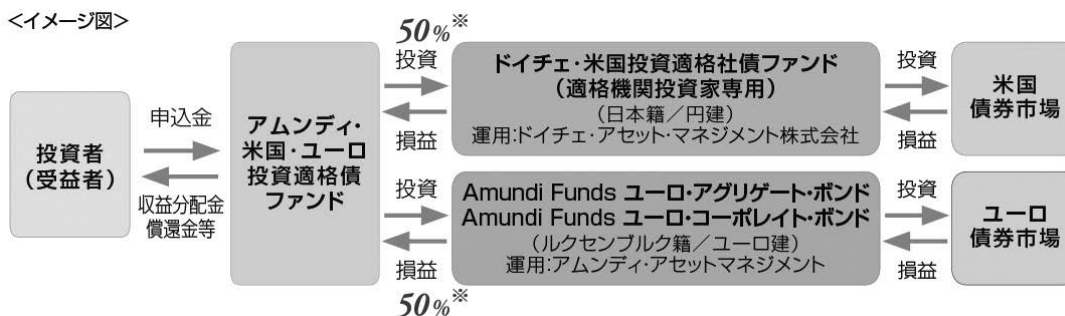 <イメージ図>
投資者
(受益者)
申込金
収益分配金
償還金等
アムンディ・
米国・ユーロ
投資適格債
ファンド
50%※
投資
損益
ドイチェ・米国投資適格社債ファンド
(適格機関投資家専用)
(日本籍/円建)
運用:ドイチェ・アセット・マネジメント株式会社
投資
損益
米国
債券市場
投資
損益
50%※
Amundi Funds ユーロ・アグリゲート・ボンド
Amundi Funds ユーロ・コーポレイト・ボンド
(ルクセンブルク籍/ユーロ建)
運用:アムンディ・アセットマネジメント
投資
損益
ユーロ
債券市場